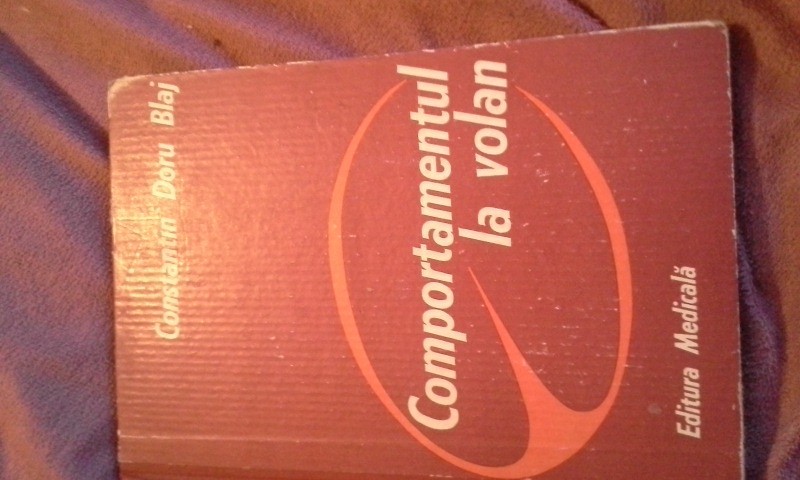 Constantin Doru Blaj
Comportamentul
la volan
Editura Medicală